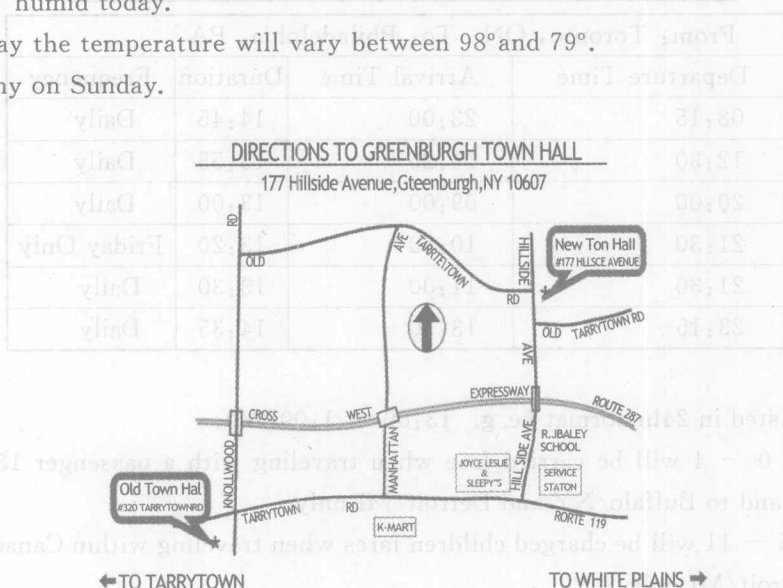 humid today.
ay the temperature will vary between 98° and 79°.
ny on Sunday.
DIRECTIONS TO GREENBURGH TOWN HALL
177 Hillside Avenue,Gteenburgh,NY 10607
RD
OLD
AVE
TARRTELTOWN
HILLSIDE
RD
New Ton Hall
#177 HLLSCE AVENUE
OLD TARRYTOWN RD
AVE
EXPRESSWAY
ROUTE 287
CROSS WEST
KNOLLWOOD
MANHATTAN
HILL SIDE AVE
R.JBALEY
SCHOOL
JOYCE LESLIE
&
SLEEPY"S
SERVICE
STATON
Old Town Hal
#320 TARRYTOWNRD
TARRYTOWN RD
K-MART
RORTE 119
TO TARRYTOWN
TO WHITE PLAINS